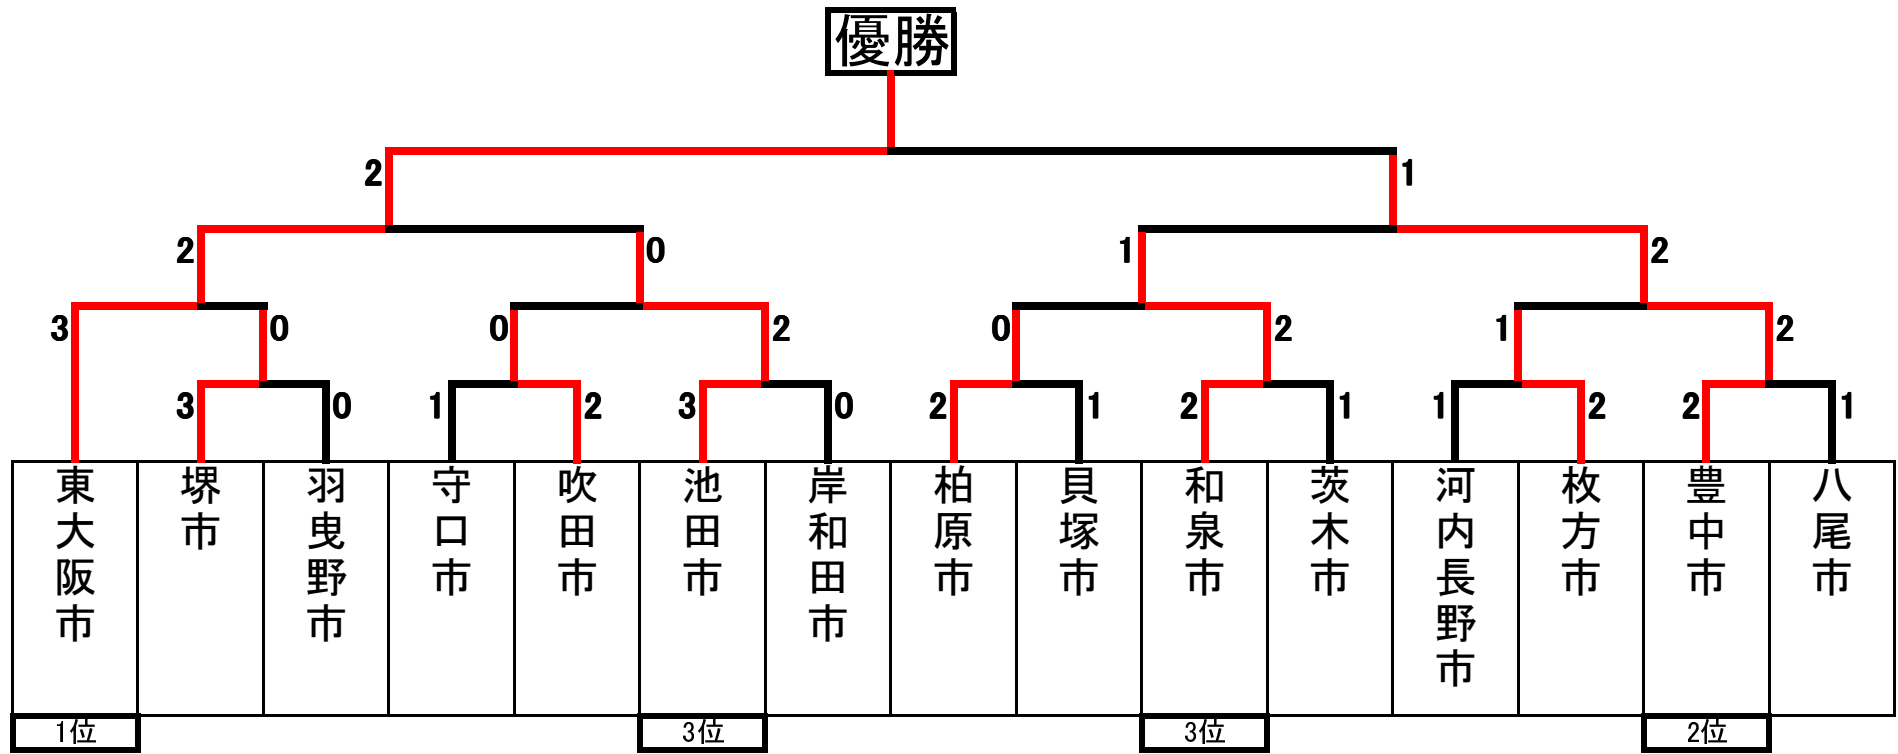 優勝
2 1
2 0 1 2
3 0 0 2 0 2 1 2
3 0 1 2 3 0 2 1 2 1 1 2 2 1
東大阪市
堺市
羽曳野市
守口市
吹田市
池田市
岸和田市
柏原市
貝塚市
和泉市
茨木市
河内長野市
枚方市
豊中市
八尾市
1位 3位 3位 2位